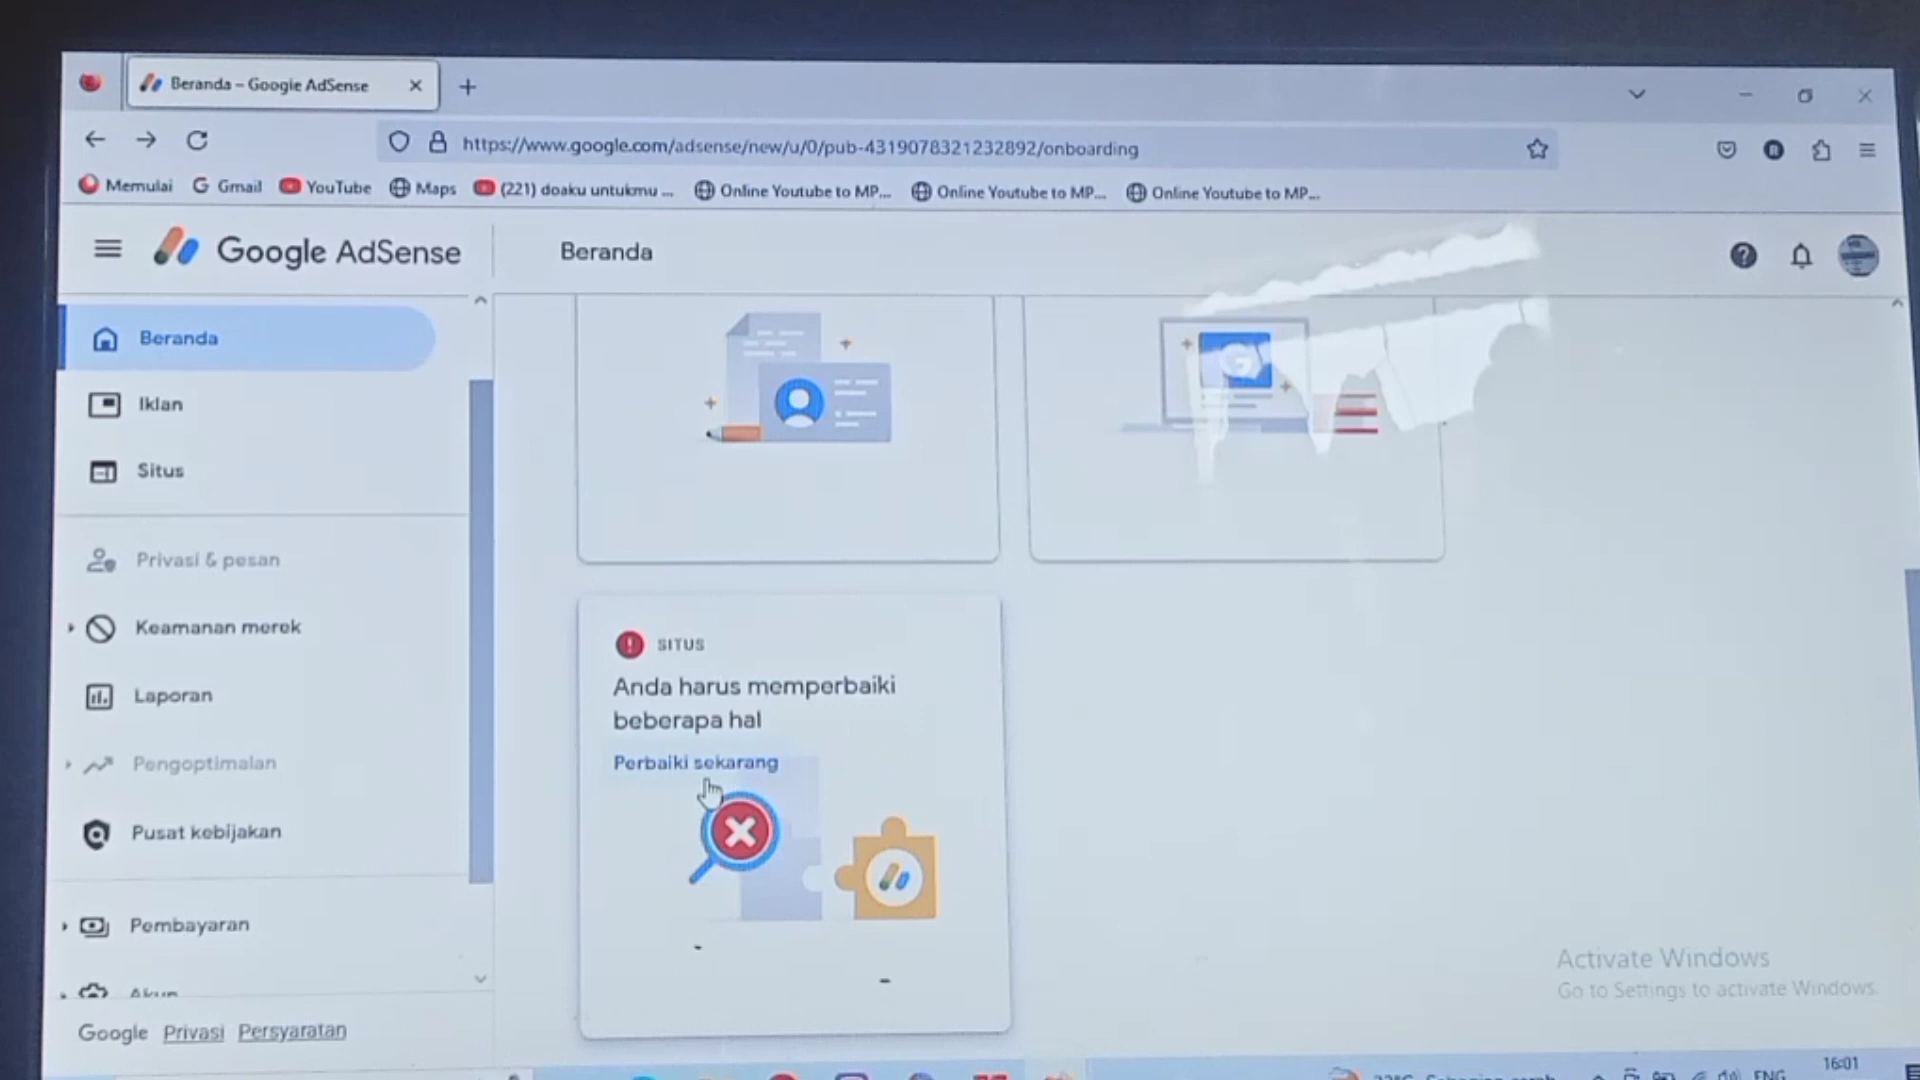 Beranda – Google AdSense
https://www.google.com/adsense/new/u/0/pub-4319078321232892/onboarding
Memulai Gmail YouTube Maps (221) doaku untukmu ... Online Youtube to MP... Online Youtube to MP... Online Youtube to MP...
Google AdSense Beranda
Beranda
Iklan
Situs
Privasi & pesan
Keamanan merek
Laporan
Pengoptimalan
Pusat kebijakan
Pembayaran
Akun
Google Privasi Persyaratan
SITUS
Anda harus memperbaiki
beberapa hal
Perbaiki sekarang
Activate Windows
Go to Settings to activate Windows.
ENG
16:01